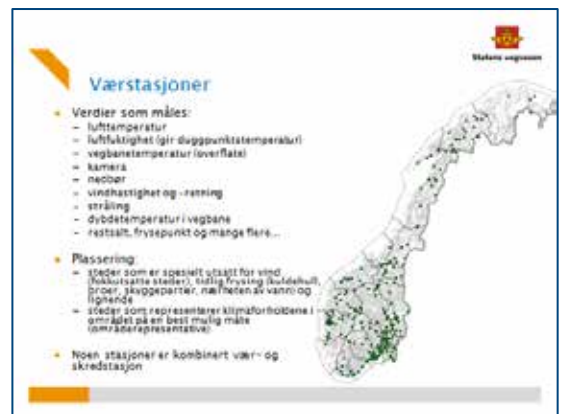 Statens vegvesen
Værstasjoner
• Verdier som måles:
– lufttemperatur
– luftfuktighet (gir duggpunktstemperatur)
– vegbanetemperatur (overflate)
– kamera
– nedbør
– vindhastighet og -retning
– stråling
– dybdetemperatur i vegbane
– restsalt, frysepunkt og mange flere...
• Plassering:
– steder som er spesielt utsatt for vind
(fokkutsatte steder), tidlig frysing (kuldehull,
broer, skyggepartier, nærheten av vann) og
lignende
– steder som representerer klimaforholdene i
området på en best mulig måte
(områderepresentative)
• Noen stasjoner er kombinert vær- og
skredstasjon